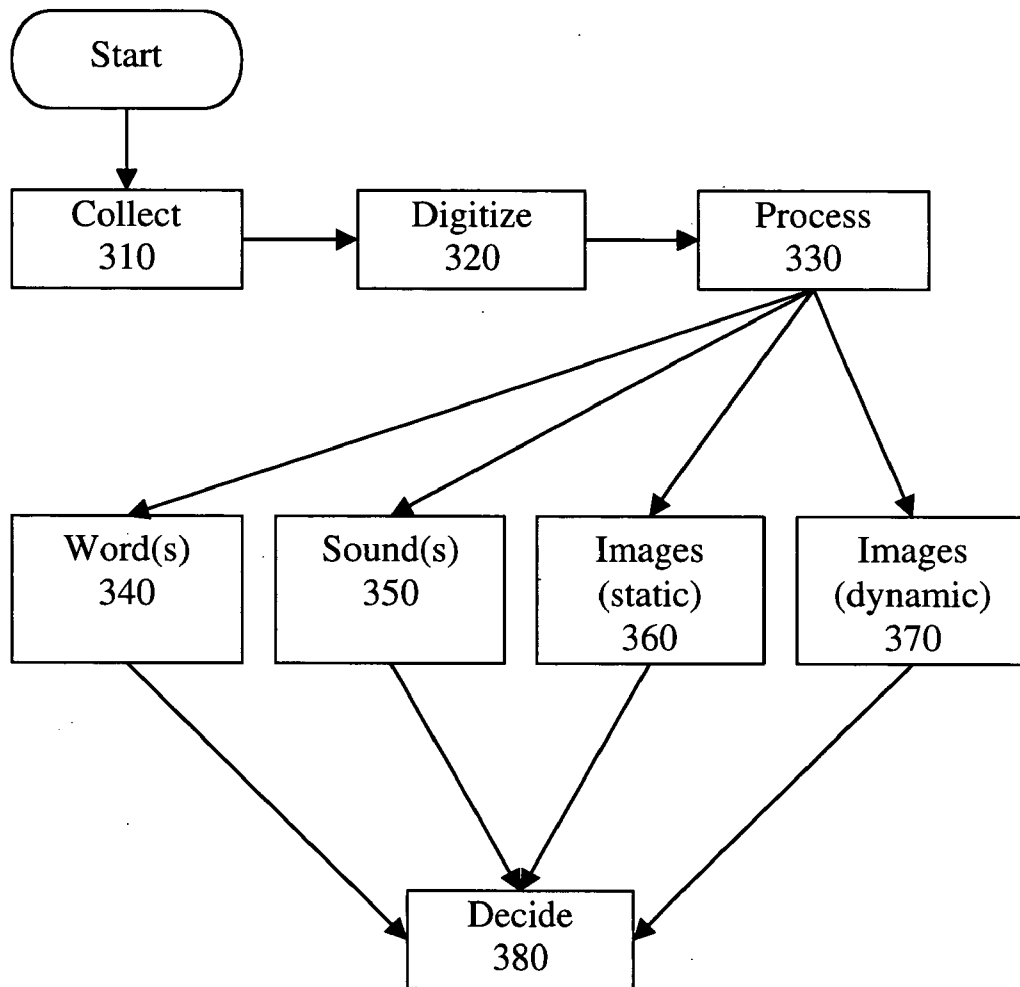 Start
Collect
310
Digitize
320
Process
330
Word(s)
340
Sound(s)
350
Images
(static)
360
Images
(dynamic)
370
Decide
380